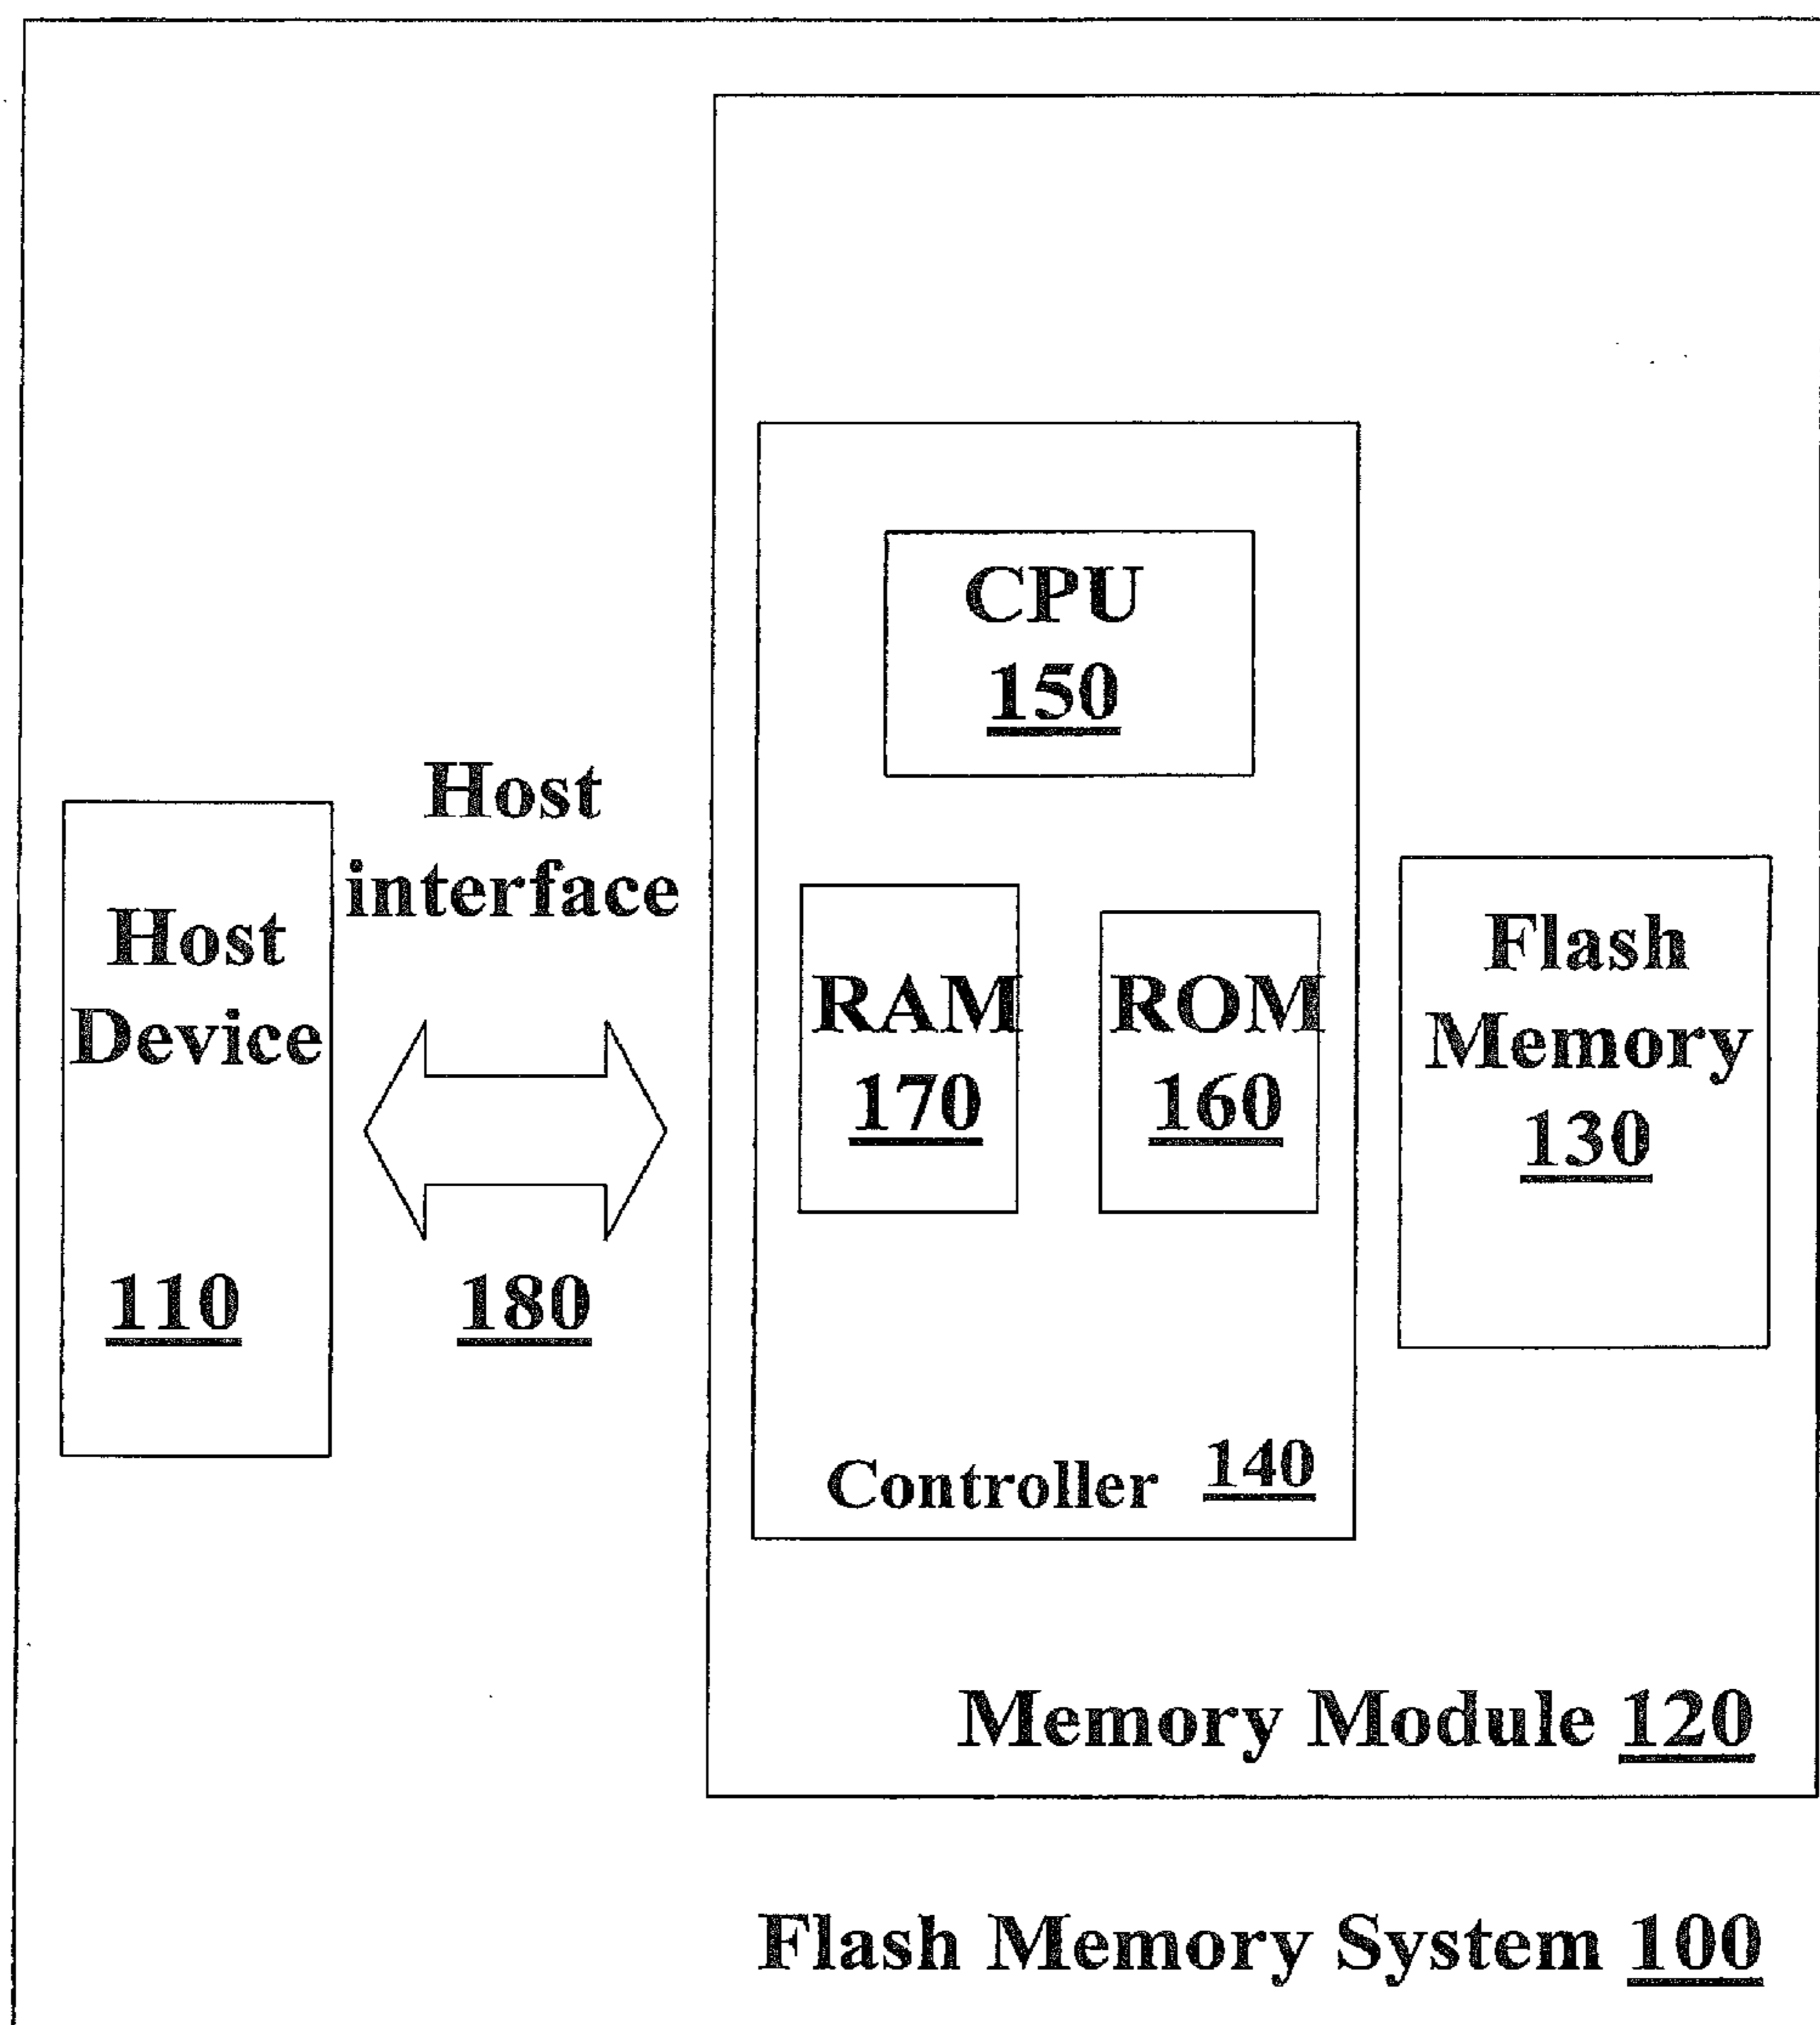 CPU
150
Host
interface
Host
Device
110
180
RAM
170
ROM
160
Flash
Memory
130
Controller 140
Memory Module 120
Flash Memory System 100